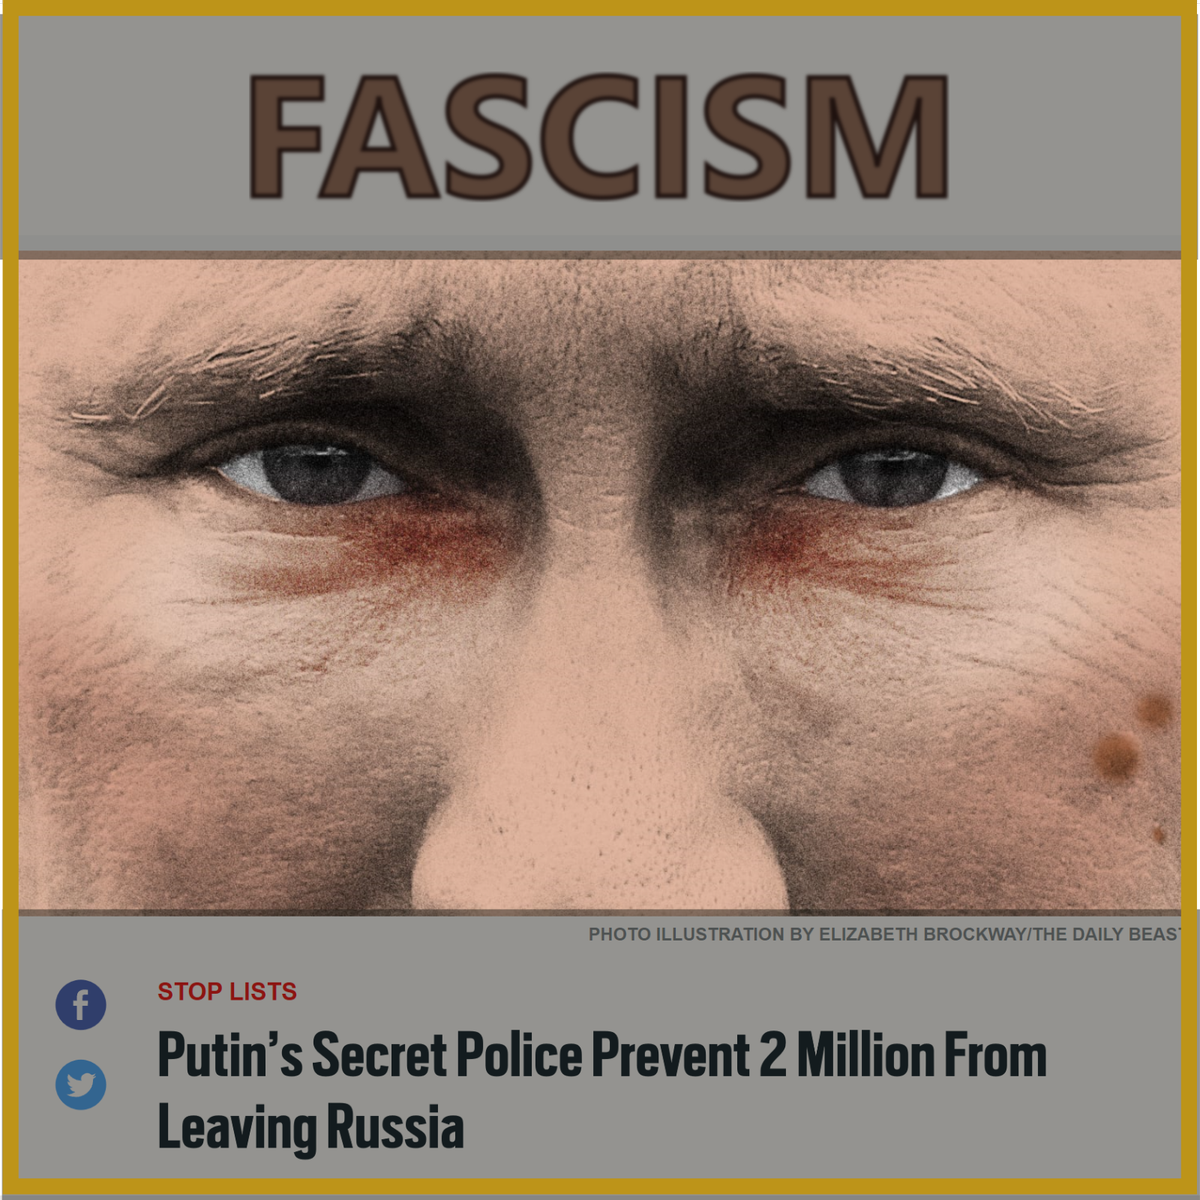 FASCISM
PHOTO ILLUSTRATION BY ELIZABETH BROCKWAY/THE DAILY BEAST
STOP LISTS
Putin’s Secret Police Prevent 2 Million From
Leaving Russia